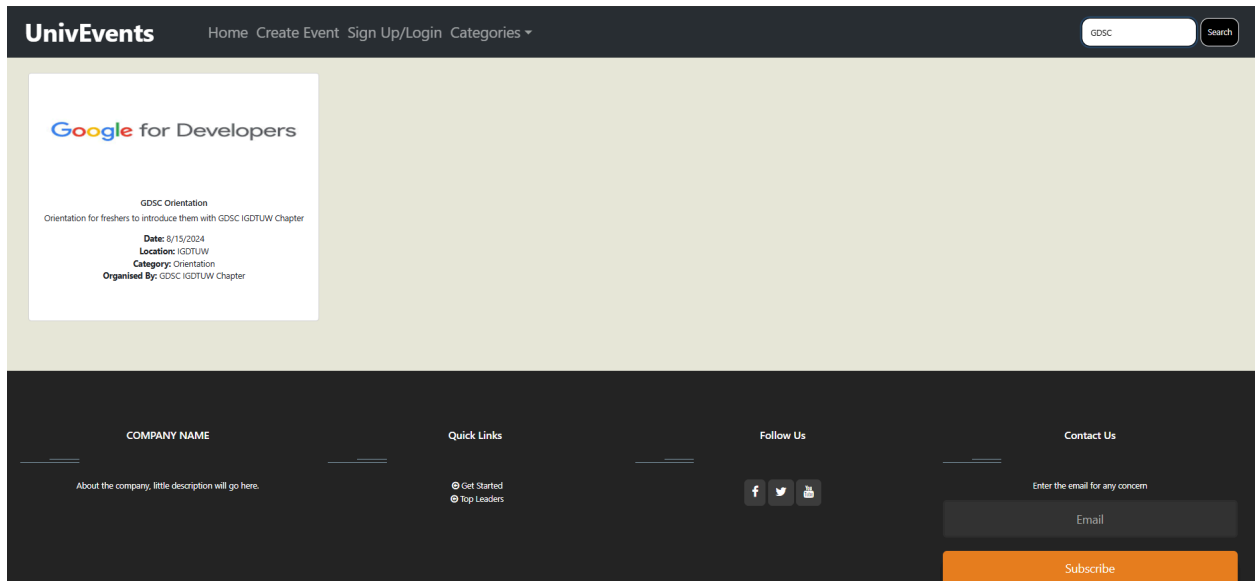 UnivEvents Home Create Event Sign Up/Login Categories GDSC Search
Google for Developers
GDSC Orientation
Orientation for freshers to introduce them with GDSC IGDTUW Chapter
Date: 8/15/2024
Location: IGDTUW
Category: Orientation
Organised By: GDSC IGDTUW Chapter
COMPANY NAME
About the company, little description will go here.
Quick Links
Get Started
Top Leaders
Follow Us
You Tube
Contact Us
Enter the email for any concern
Email
Subscribe